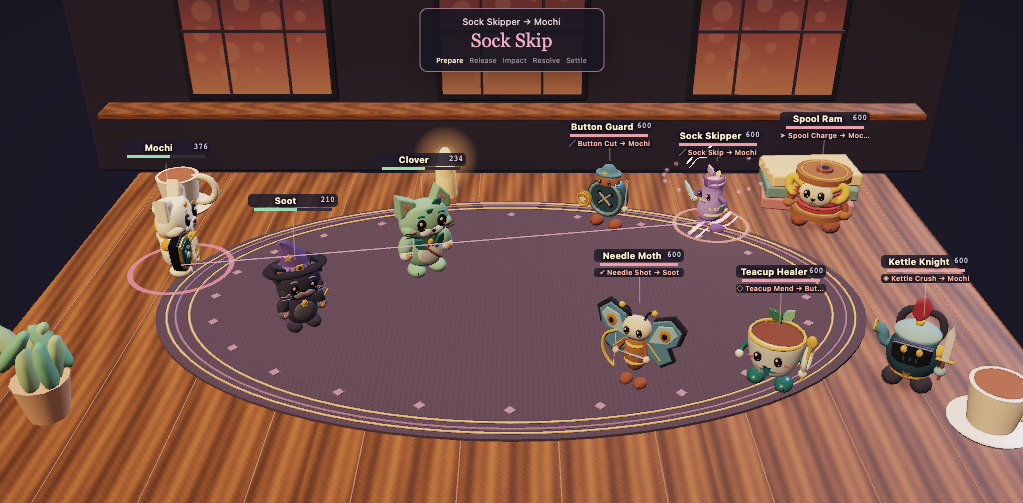 Sock Skipper → Mochi
Sock Skip
Prepare Release Impact Resolve Settle
Mochi 376
Soot 210
Clover 234
Button Guard 600
⟋ Button Cut → Mochi
Sock Skipper 600
⟋ Sock Skip → Mochi
Spool Ram 600
➤ Spool Charge → Moc...
Needle Moth 600
✔ Needle Shot → Soot
Teacup Healer 600
◇ Teacup Mend → But...
Kettle Knight 600
◈ Kettle Crush → Mochi